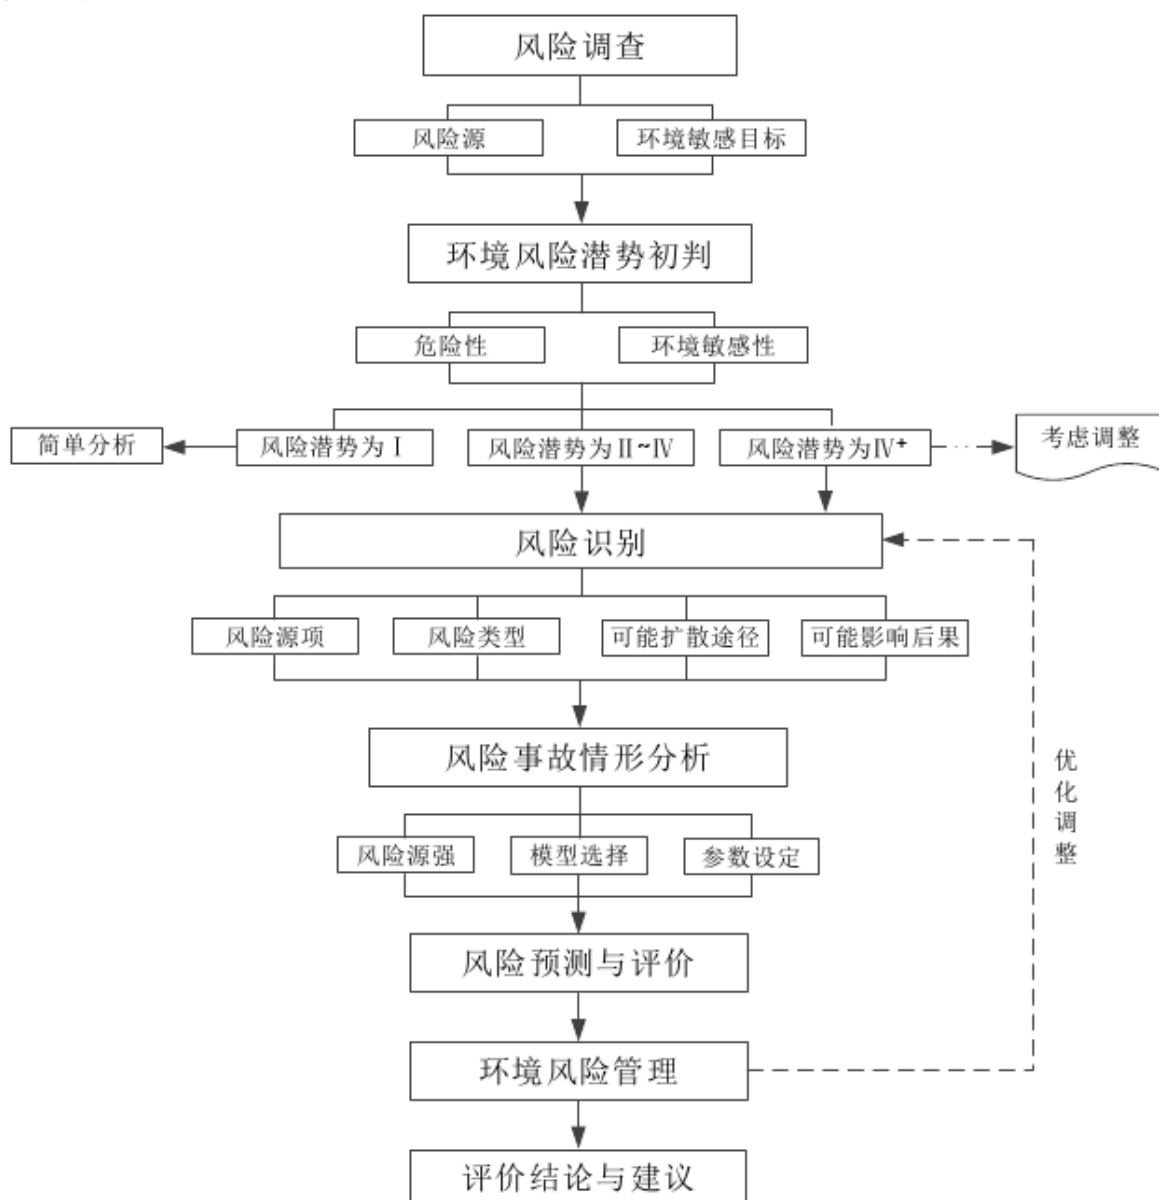 风险调查
风险源
环境敏感目标
环境风险潜势初判
危险性
环境敏感性
简单分析
风险潜势为Ⅰ
风险潜势为Ⅱ~Ⅳ
风险潜势为Ⅳ⁺
考虑调整
风险识别
风险源项
风险类型
可能扩散途径
可能影响后果
风险事故情形分析
优化调整
风险源强
模型选择
参数设定
风险预测与评价
环境风险管理
评价结论与建议